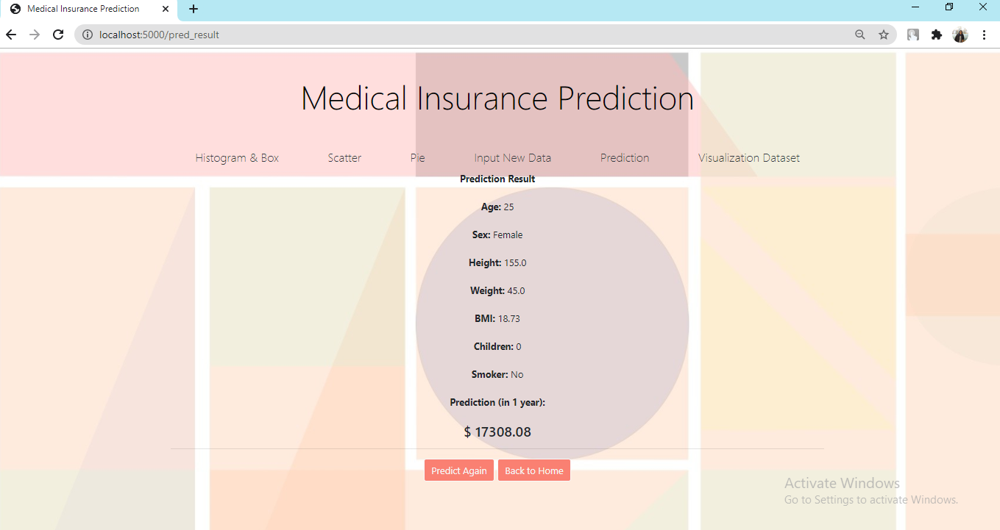 Medical Insurance Prediction
localhost:5000/pred_result
Medical Insurance Prediction
Histogram & Box Scatter Pie Input New Data Prediction Visualization Dataset
Prediction Result
Age: 25
Sex: Female
Height: 155.0
Weight: 45.0
BMI: 18.73
Children: 0
Smoker: No
Prediction (in 1 year):
$ 17308.08
Predict Again Back to Home
Activate Windows
Go to Settings to activate Windows.